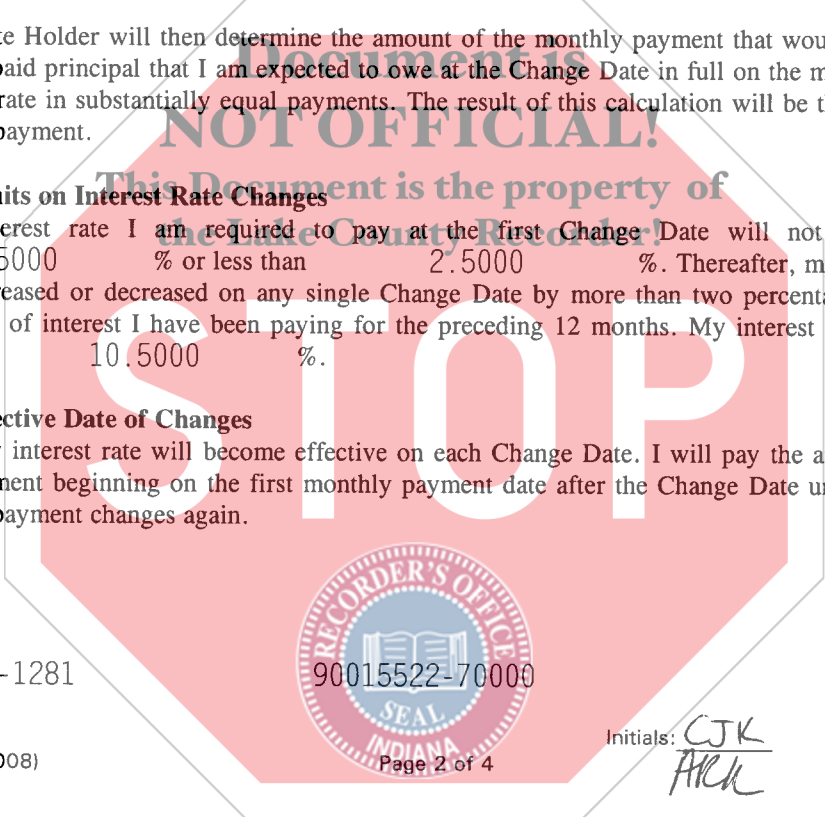 te Holder will then determine the amount of the monthly payment that wou
paid principal that I am expected to owe at the Change Date in full on the m
rate in substantially equal payments. The result of this calculation will be t
payment.
Document is
NOT OFFICIAL!
This Document is the property of
the Lake County Recorder!
its on Interest Rate Changes
erest rate I am required to pay at the first Change Date will not
5000 % or less than 2.5000 %. Thereafter, m
eased or decreased on any single Change Date by more than two percenta
of interest I have been paying for the preceding 12 months. My interest
10.5000 %.
STOP
ective Date of Changes
interest rate will become effective on each Change Date. I will pay the a
ment beginning on the first monthly payment date after the Change Date u
payment changes again.
RECORDER'S OFFICE
SEAL
INDIANA
-1281 90015522-70000
Initials: CJK
ARK
008) Page 2 of 4